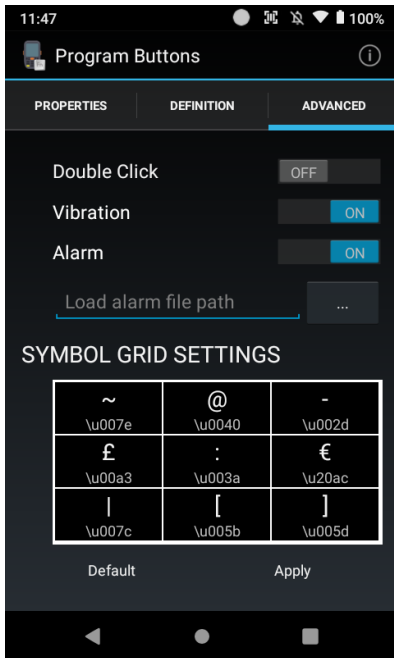 11:47 100%
Program Buttons
PROPERTIES DEFINITION ADVANCED
Double Click OFF
Vibration ON
Alarm ON
Load alarm file path ...
SYMBOL GRID SETTINGS
~ @ -
\u007e \u0040 \u002d
£ : €
\u00a3 \u003a \u20ac
| [ ]
\u007c \u005b \u005d
Default Apply